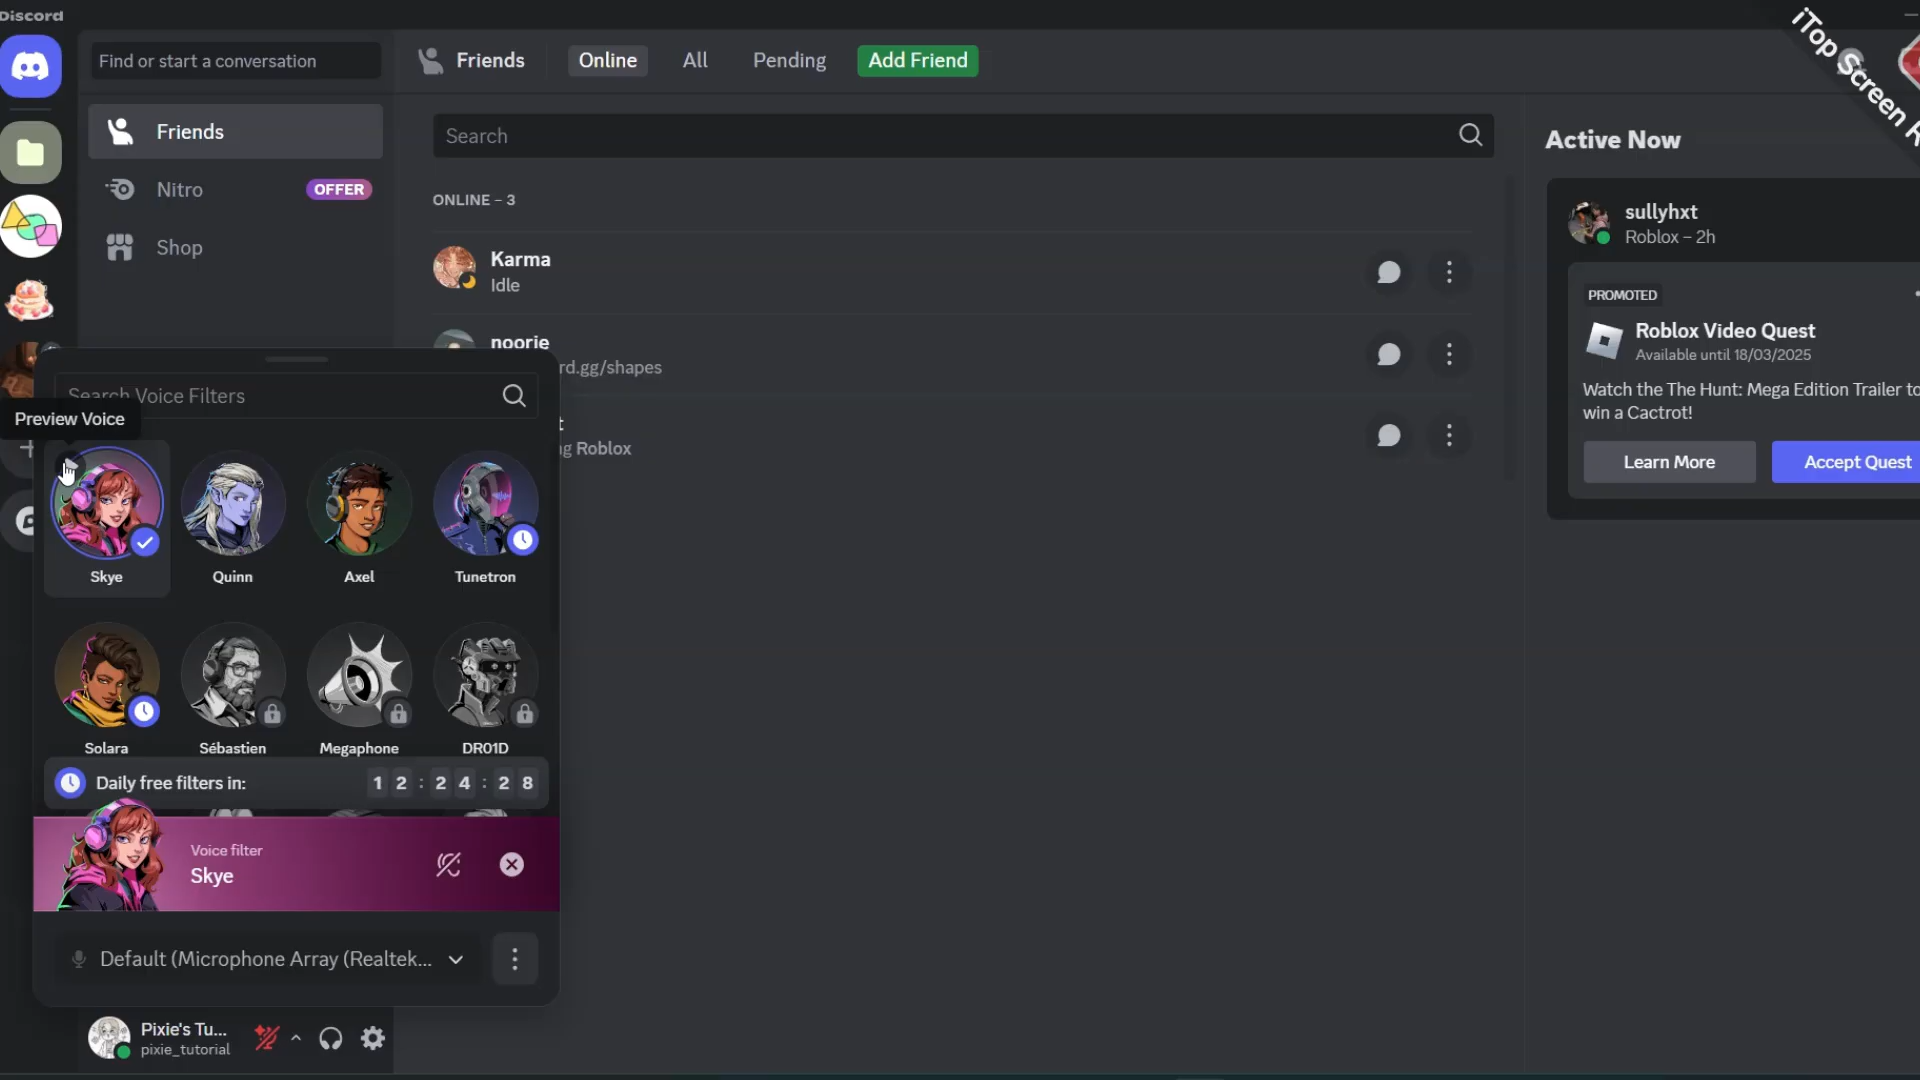 Discord
Find or start a conversation
Friends
Online
All
Pending
Add Friend
iTop Screen
Friends
Nitro
OFFER
Shop
Search
ONLINE – 3
Karma
Idle
noorie
rd.gg/shapes
t
g Roblox
Active Now
sullyhxt
Roblox – 2h
PROMOTED
Roblox Video Quest
Available until 18/03/2025
Watch the The Hunt: Mega Edition Trailer to
win a Cactrot!
Learn More
Accept Quest
Search Voice Filters
Preview Voice
Skye
Quinn
Axel
Tunetron
Solara
Sébastien
Megaphone
DR01D
Daily free filters in:
12:24:28
Voice filter
Skye
Default (Microphone Array (Realtek...
Pixie's Tu...
pixie_tutorial